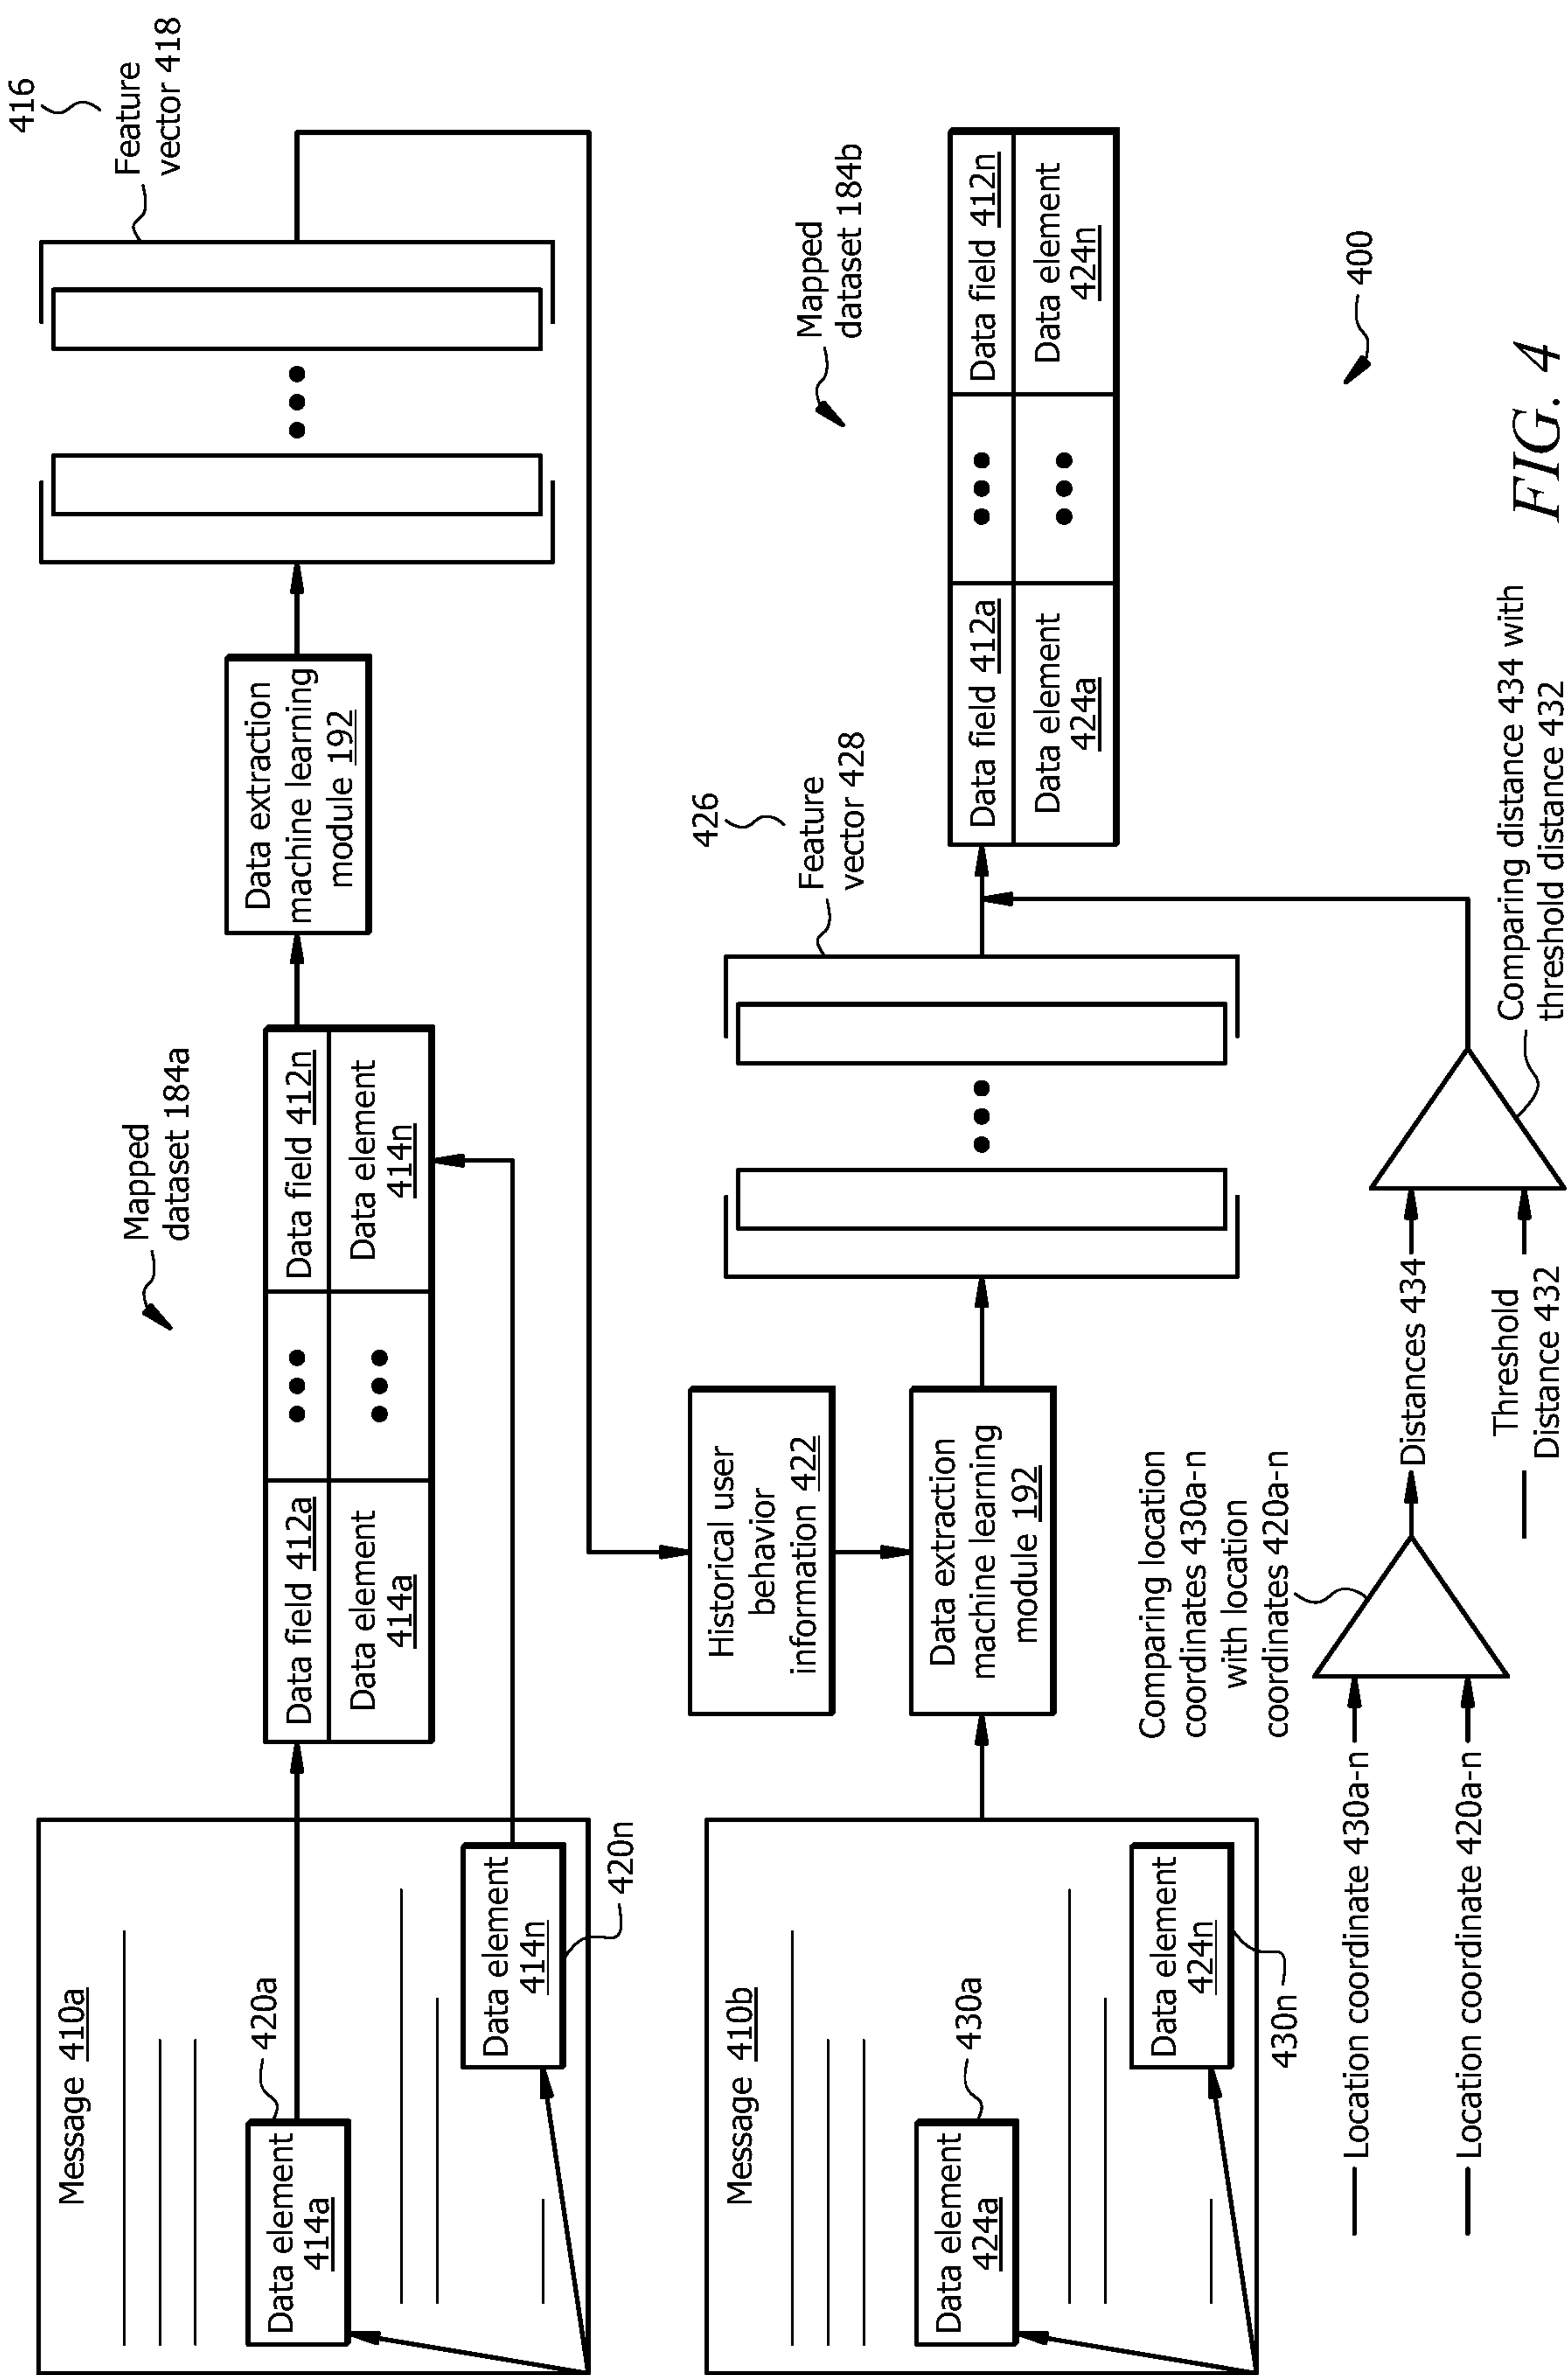 Message 410a
Data element
414a
420a
Data element
414n
420n
Mapped
dataset 184a
Data field 412a
Data field 412n
Data element
414a
Data element
414n
Data extraction
machine learning
module 192
416
Feature
vector 418
Historical user
behavior
information 422
Message 410b
Data element
424a
430a
Data element
424n
430n
Data extraction
machine learning
module 192
426
Feature
vector 428
Mapped
dataset 184b
Data field 412a
Data field 412n
Data element
424a
Data element
424n
Location coordinate 430a-n
Location coordinate 420a-n
Comparing location
coordinates 430a-n
with location
coordinates 420a-n
Distances 434
Threshold
Distance 432
Comparing distance 434 with
threshold distance 432
400
FIG. 4